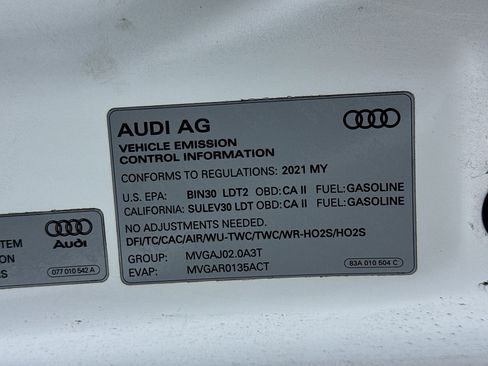 AUDI AG
VEHICLE EMISSION
CONTROL INFORMATION
CONFORMS TO REGULATIONS: 2021 MY
U.S. EPA: BIN30 LDT2 OBD: CA II FUEL: GASOLINE
CALIFORNIA: SULEV30 LDT OBD: CA II FUEL: GASOLINE
NO ADJUSTMENTS NEEDED.
DFI/TC/CAC/AIR/WU-TWC/TWC/WR-HO2S/HO2S
GROUP: MVGAJ02.0A3T
EVAP: MVGAR0135ACT
83A 010 504 C
Audi
TEM
RS
077 010 542 A